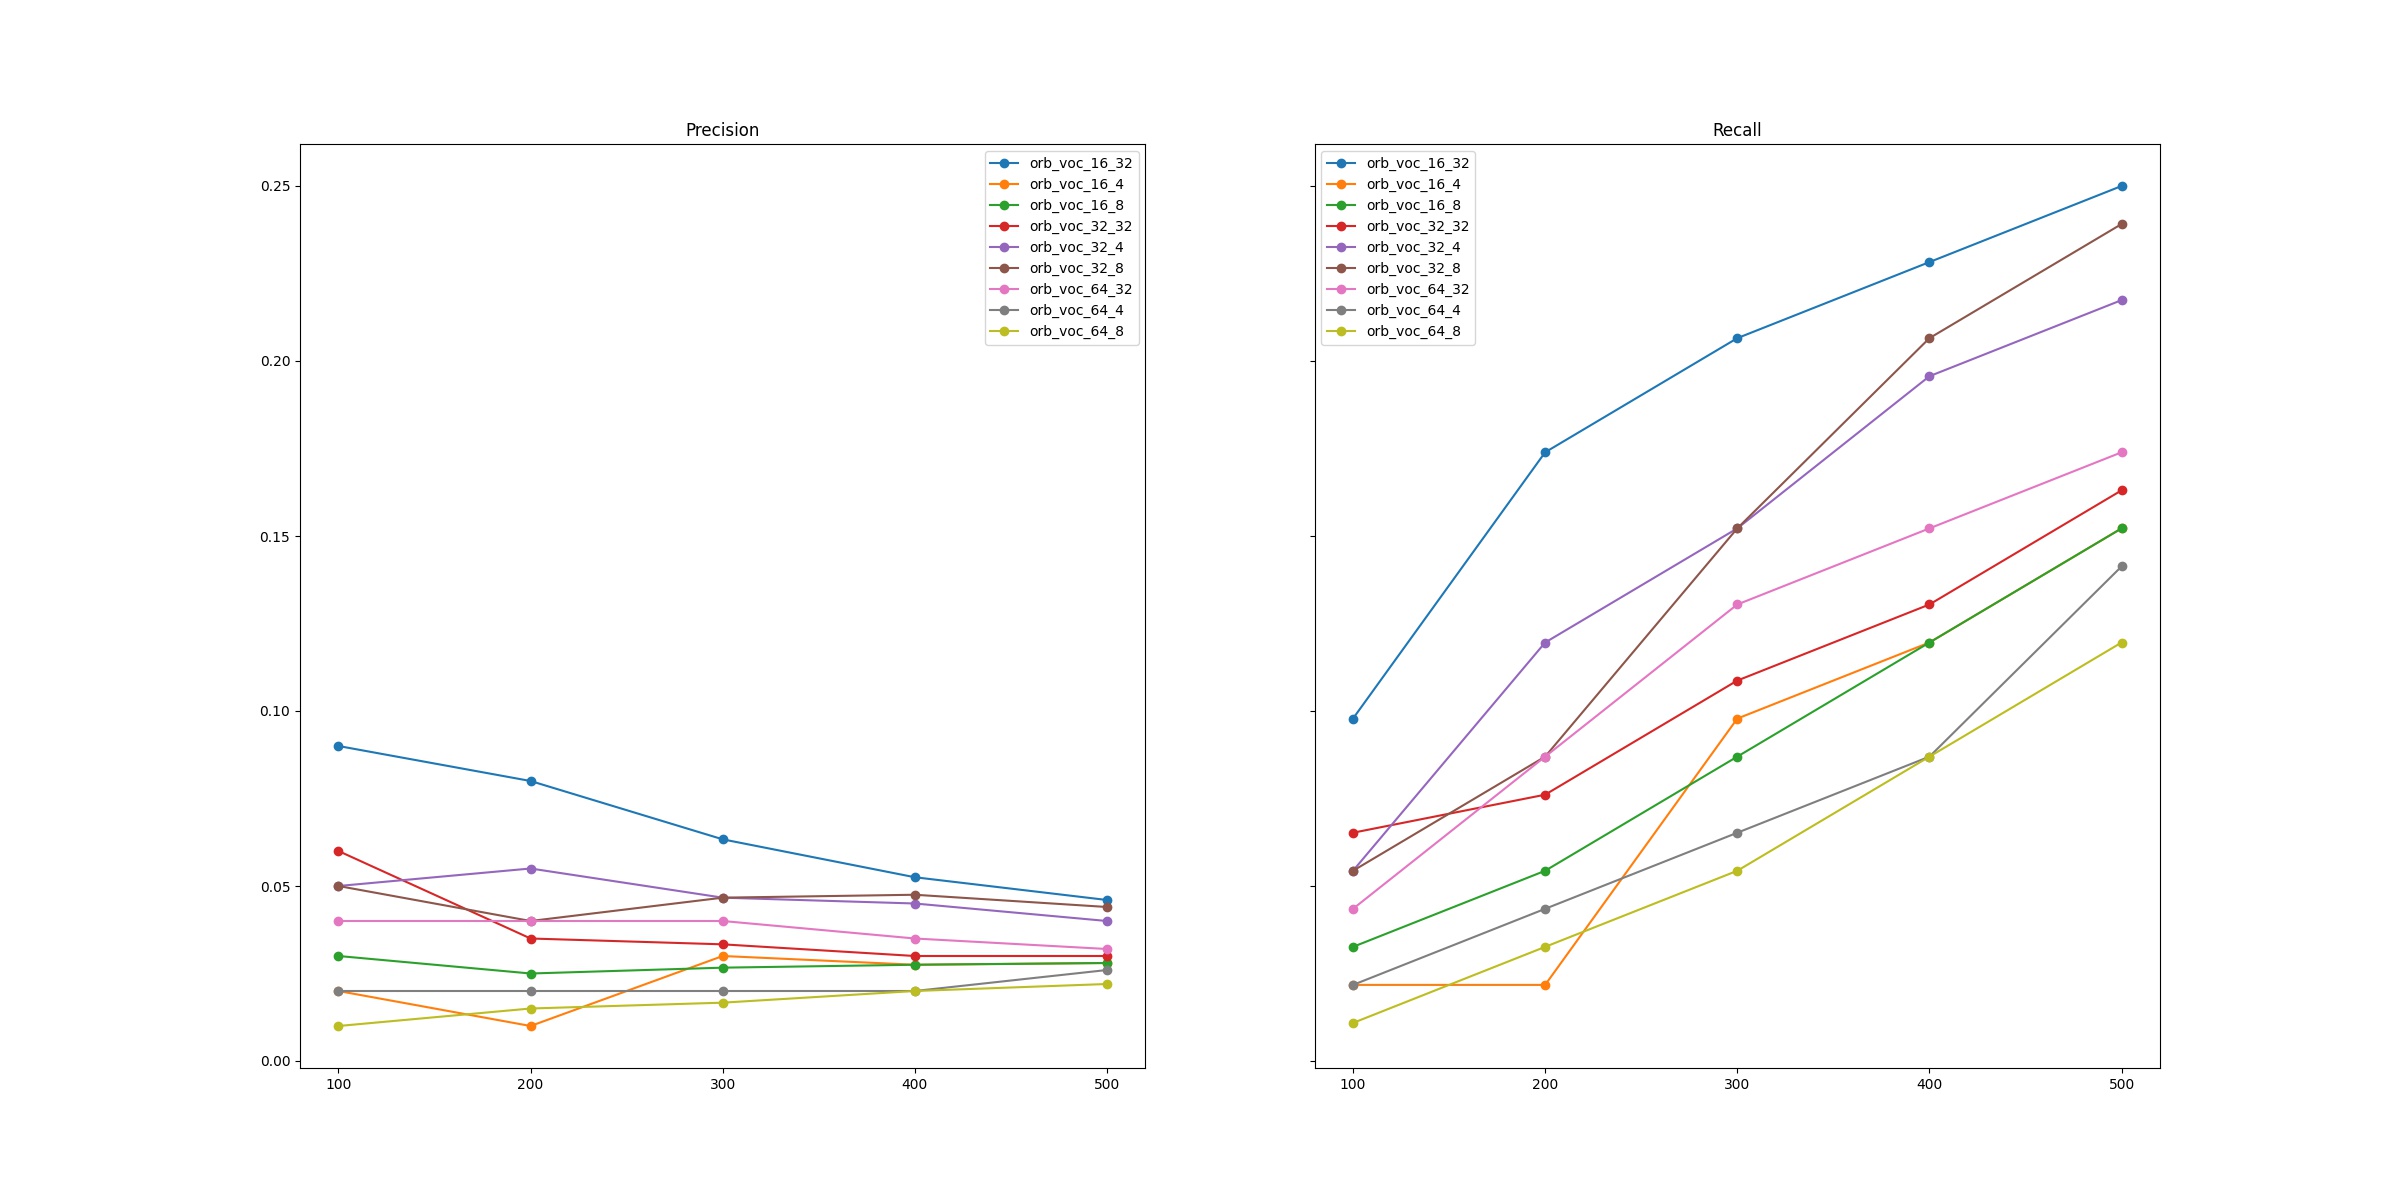 Precision
0.25
0.20
0.15
0.10
0.05
0.00
100 200 300 400 500
orb_voc_16_32
orb_voc_16_4
orb_voc_16_8
orb_voc_32_32
orb_voc_32_4
orb_voc_32_8
orb_voc_64_32
orb_voc_64_4
orb_voc_64_8
Recall
orb_voc_16_32
orb_voc_16_4
orb_voc_16_8
orb_voc_32_32
orb_voc_32_4
orb_voc_32_8
orb_voc_64_32
orb_voc_64_4
orb_voc_64_8
100 200 300 400 500